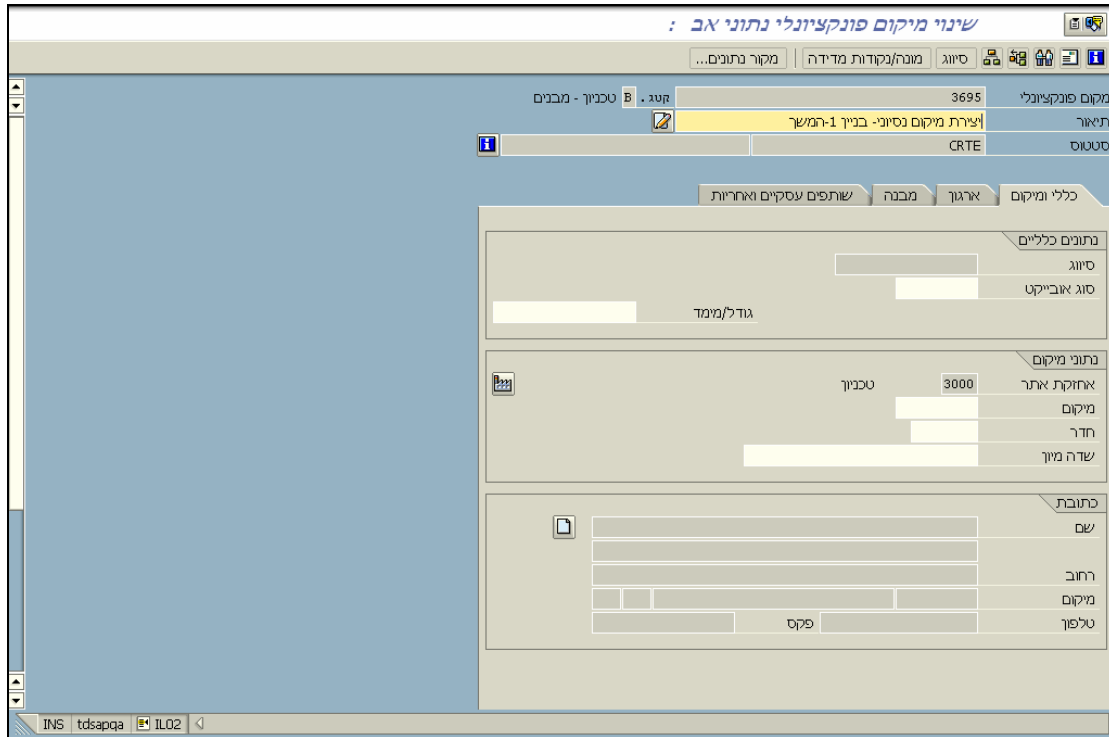 שינוי מיקום פונקציונלי נתוני אב :
סיווג מונה/נקודות מדידה מקור נתונים...
מקום פונקציונלי 3695 קטג. B טכניון - מבנים
תיאור יצירת מיקום נסיוני- בניין 1-המשך
סטטוס CRTE
כללי ומיקום ארגון מבנה שותפים עסקיים ואחריות
נתונים כלליים
סיווג
סוג אובייקט
גודל/מימד
נתוני מיקום
אחזקת אתר 3000 טכניון
מיקום
חדר
שדה מיון
כתובת
שם
רחוב
מיקום
טלפון פקס
INS tdsapqa IL02